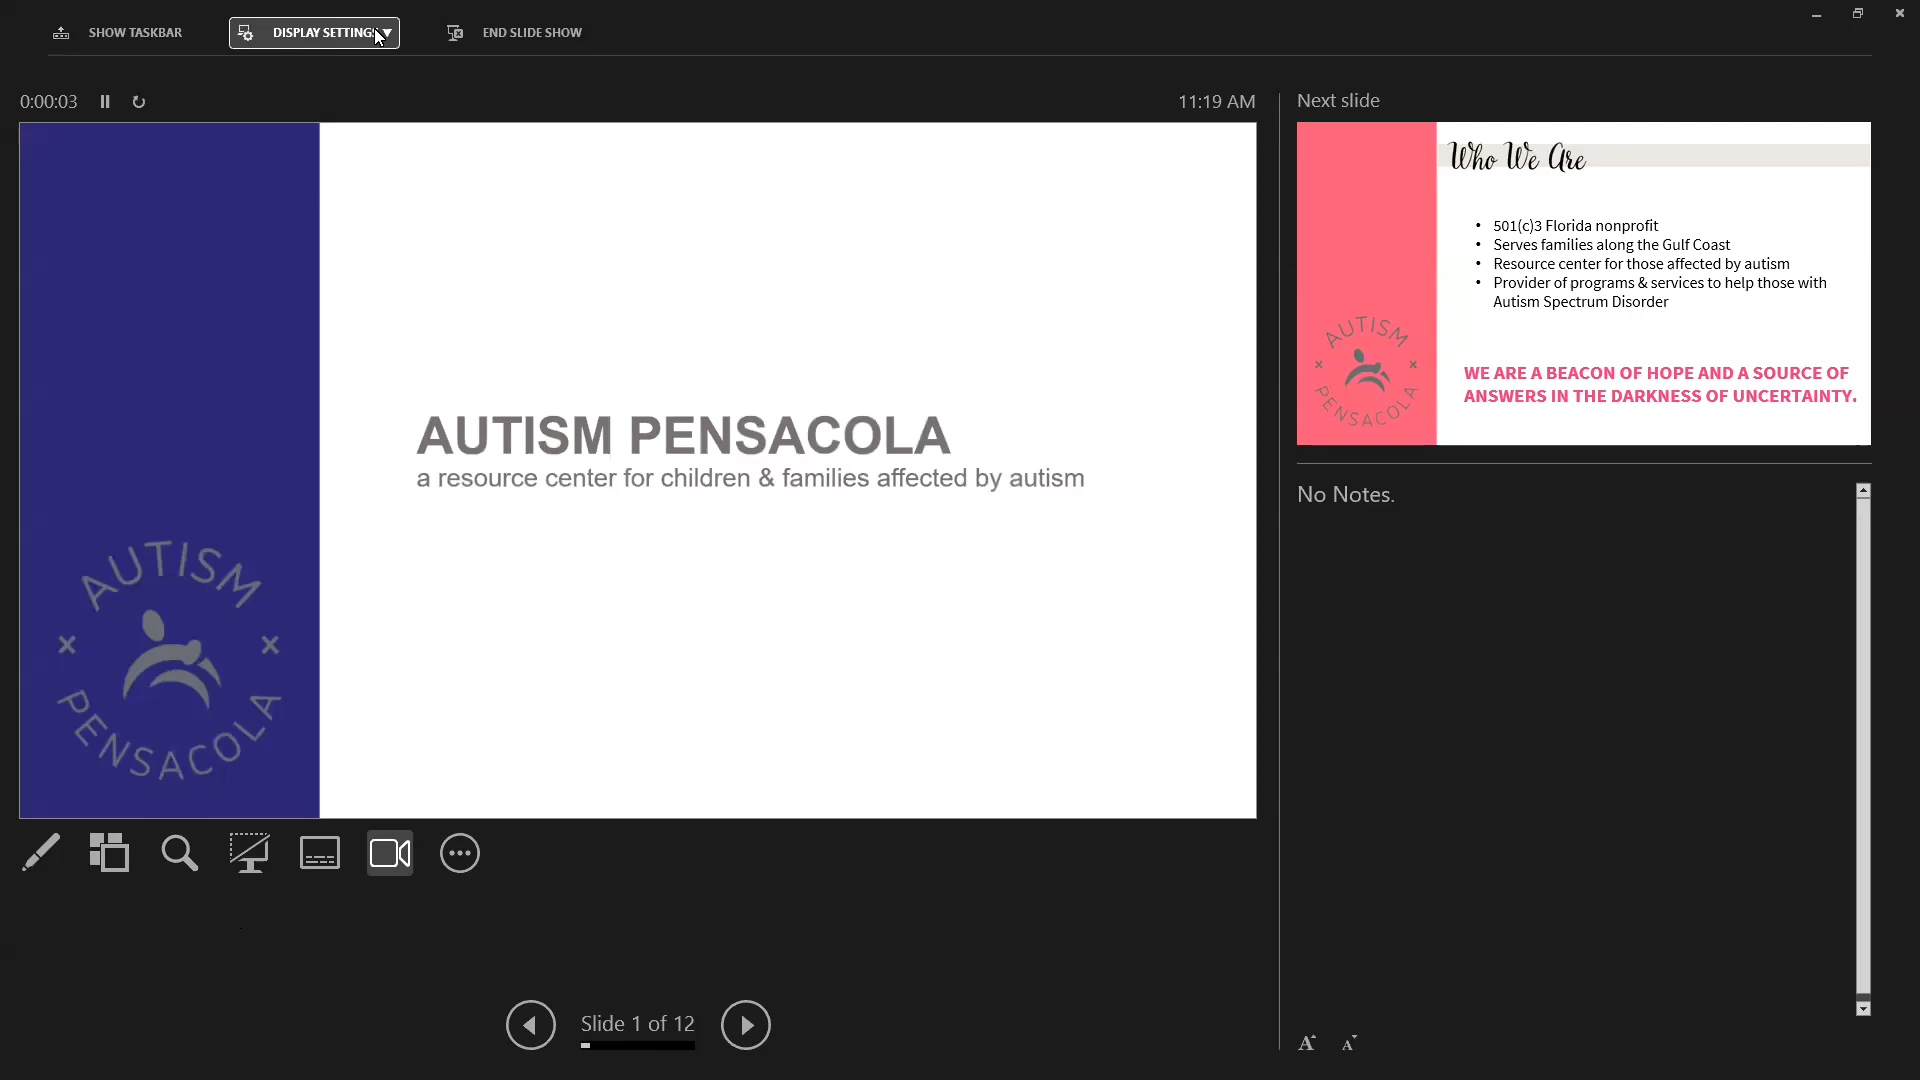 SHOW TASKBAR
DISPLAY SETTINGS
END SLIDE SHOW
0:00:03
11:19 AM
AUTISM PENSACOLA
a resource center for children & families affected by autism
AUTISM
PENSACOLA
Slide 1 of 12
Next slide
Who We Are
• 501(c)3 Florida nonprofit
• Serves families along the Gulf Coast
• Resource center for those affected by autism
• Provider of programs & services to help those with
Autism Spectrum Disorder
AUTISM
PENSACOLA
WE ARE A BEACON OF HOPE AND A SOURCE OF
ANSWERS IN THE DARKNESS OF UNCERTAINTY.
No Notes.
A A